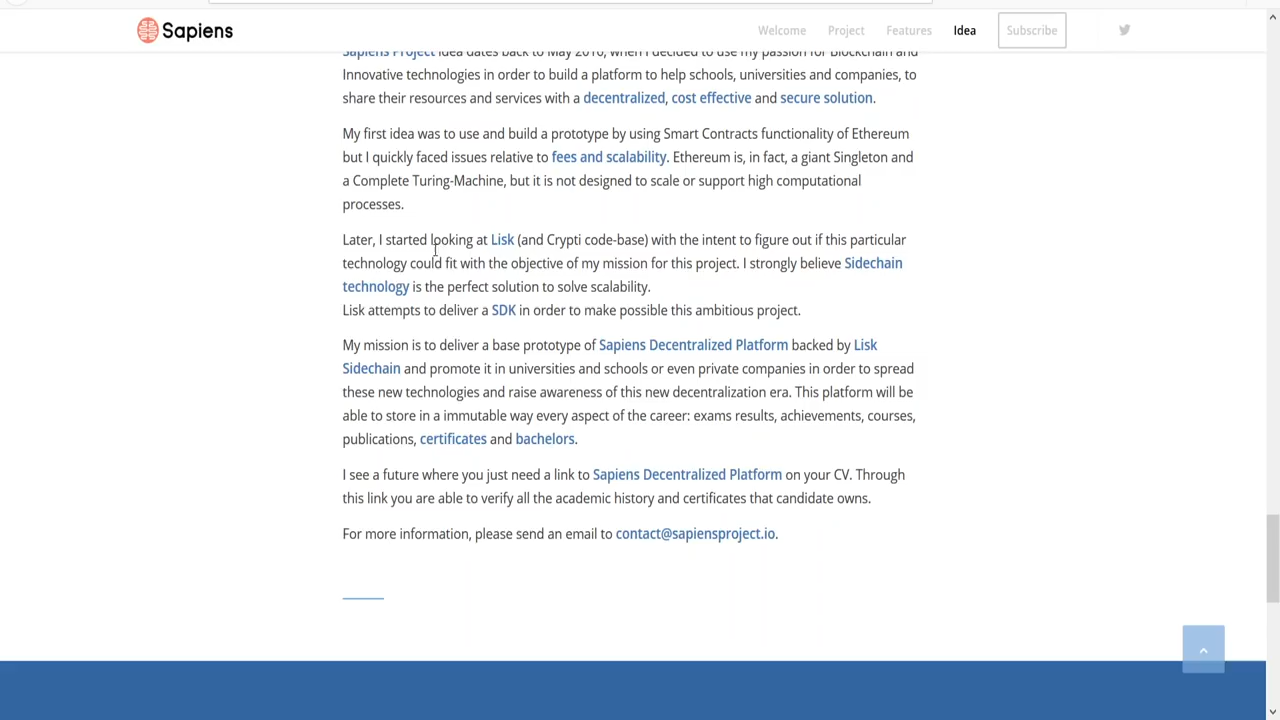 Sapiens
Welcome
Project
Features
Idea
Subscribe
Sapiens Project idea dates back to May 2016, when I decided to use my passion for Blockchain and
Innovative technologies in order to build a platform to help schools, universities and companies, to
share their resources and services with a decentralized, cost effective and secure solution.
My first idea was to use and build a prototype by using Smart Contracts functionality of Ethereum
but I quickly faced issues relative to fees and scalability. Ethereum is, in fact, a giant Singleton and
a Complete Turing-Machine, but it is not designed to scale or support high computational
processes.
Later, I started looking at Lisk (and Crypti code-base) with the intent to figure out if this particular
technology could fit with the objective of my mission for this project. I strongly believe Sidechain
technology is the perfect solution to solve scalability.
Lisk attempts to deliver a SDK in order to make possible this ambitious project.
My mission is to deliver a base prototype of Sapiens Decentralized Platform backed by Lisk
Sidechain and promote it in universities and schools or even private companies in order to spread
these new technologies and raise awareness of this new decentralization era. This platform will be
able to store in a immutable way every aspect of the career: exams results, achievements, courses,
publications, certificates and bachelors.
I see a future where you just need a link to Sapiens Decentralized Platform on your CV. Through
this link you are able to verify all the academic history and certificates that candidate owns.
For more information, please send an email to contact@sapiensproject.io.